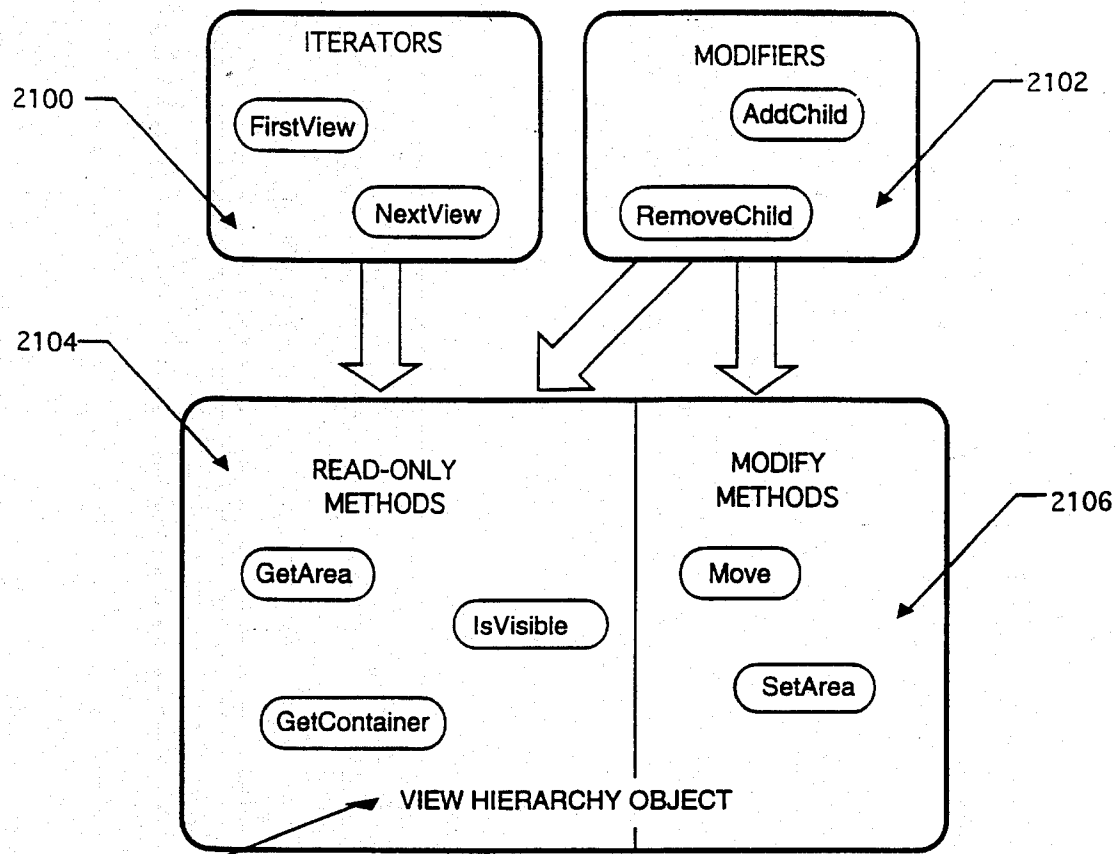 ITERATORS
MODIFIERS
2100
FirstView
NextView
AddChild
RemoveChild
2102
2104
READ-ONLY
METHODS
GetArea
IsVisible
GetContainer
MODIFY
METHODS
Move
SetArea
2106
VIEW HIERARCHY OBJECT